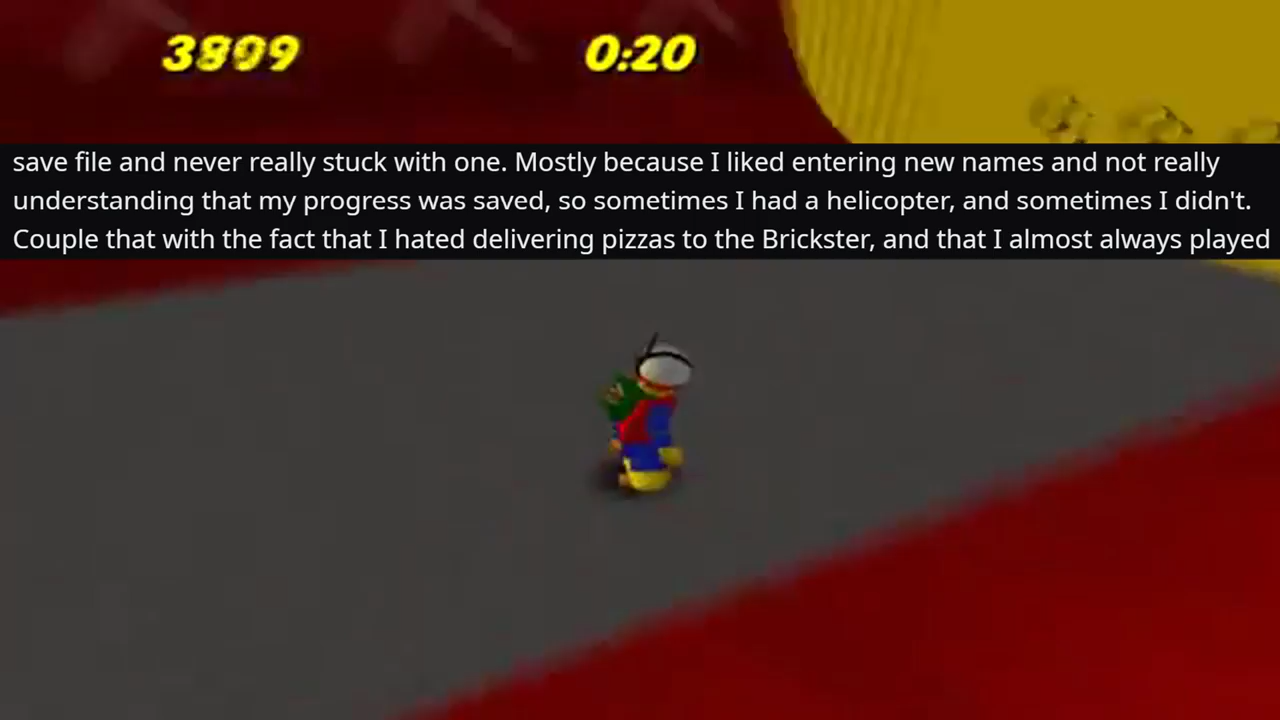 3899 0:20
save file and never really stuck with one. Mostly because I liked entering new names and not really
understanding that my progress was saved, so sometimes I had a helicopter, and sometimes I didn't.
Couple that with the fact that I hated delivering pizzas to the Brickster, and that I almost always played